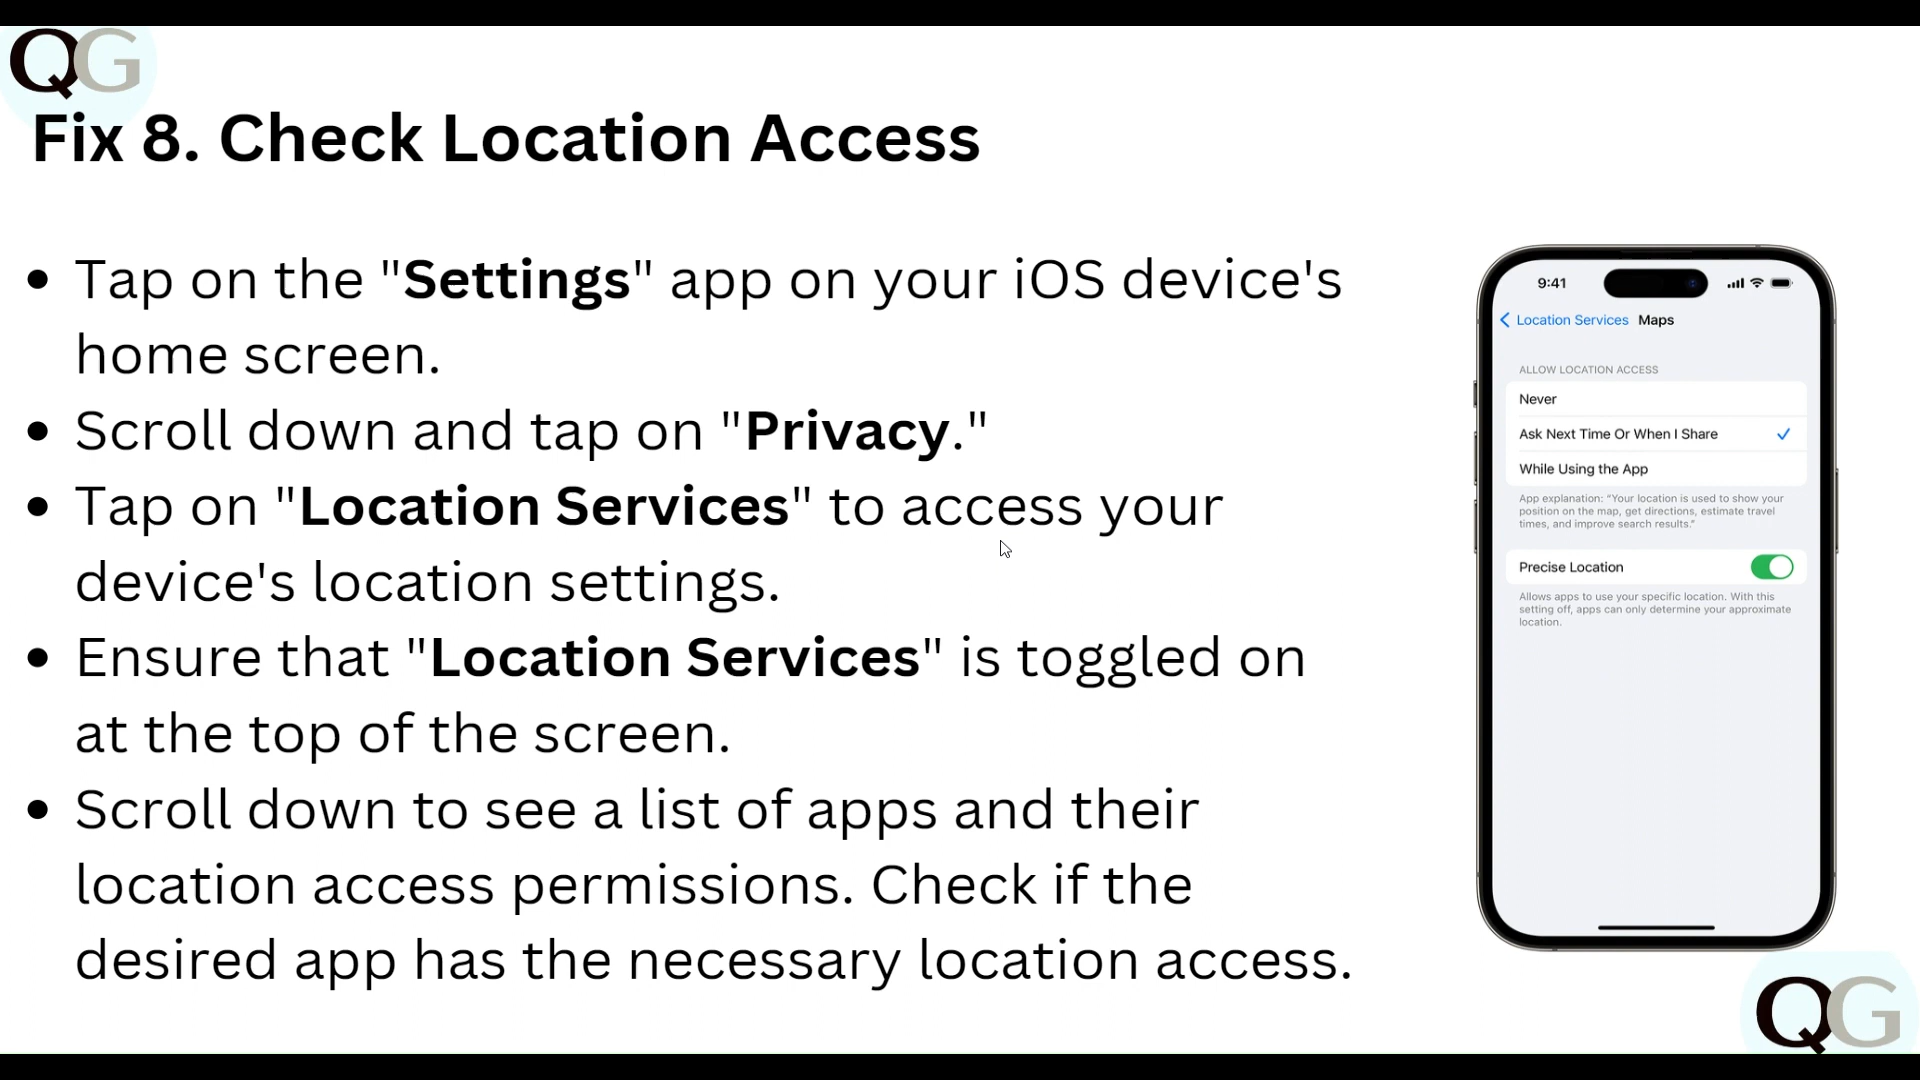 QG
Fix 8. Check Location Access
• Tap on the "Settings" app on your iOS device's
home screen.
• Scroll down and tap on "Privacy."
• Tap on "Location Services" to access your
device's location settings.
• Ensure that "Location Services" is toggled on
at the top of the screen.
• Scroll down to see a list of apps and their
location access permissions. Check if the
desired app has the necessary location access.
9:41
Location Services Maps
ALLOW LOCATION ACCESS
Never
Ask Next Time Or When I Share
While Using the App
App explanation: “Your location is used to show your
position on the map, get directions, estimate travel
times, and improve search results.”
Precise Location
Allows apps to use your specific location. With this
setting off, apps can only determine your approximate
location.
QG